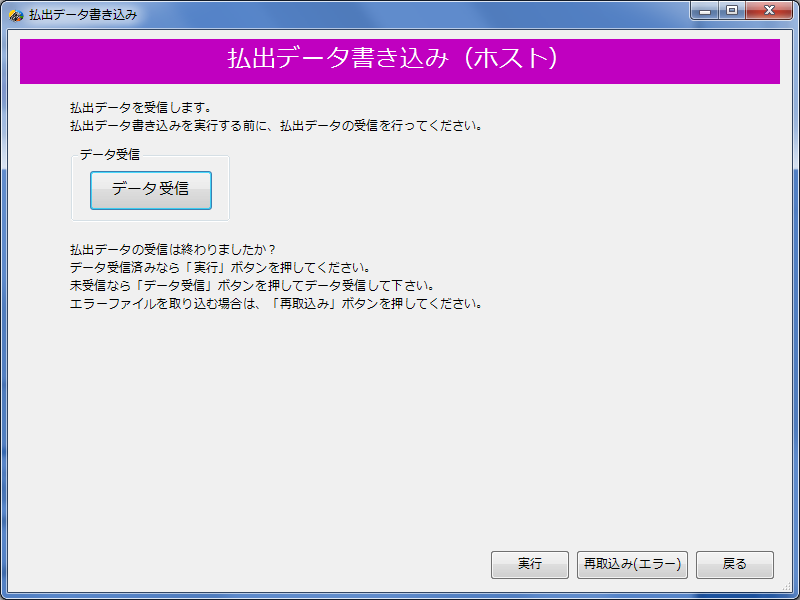 払出データ書き込み
払出データ書き込み（ホスト）
払出データを受信します。
払出データ書き込みを実行する前に、払出データの受信を行ってください。
データ受信
データ受信
払出データの受信は終わりましたか？
データ受信済みなら「実行」ボタンを押してください。
未受信なら「データ受信」ボタンを押してデータ受信して下さい。
エラーファイルを取り込む場合は、「再取込み」ボタンを押してください。
実行 再取込み(エラー) 戻る